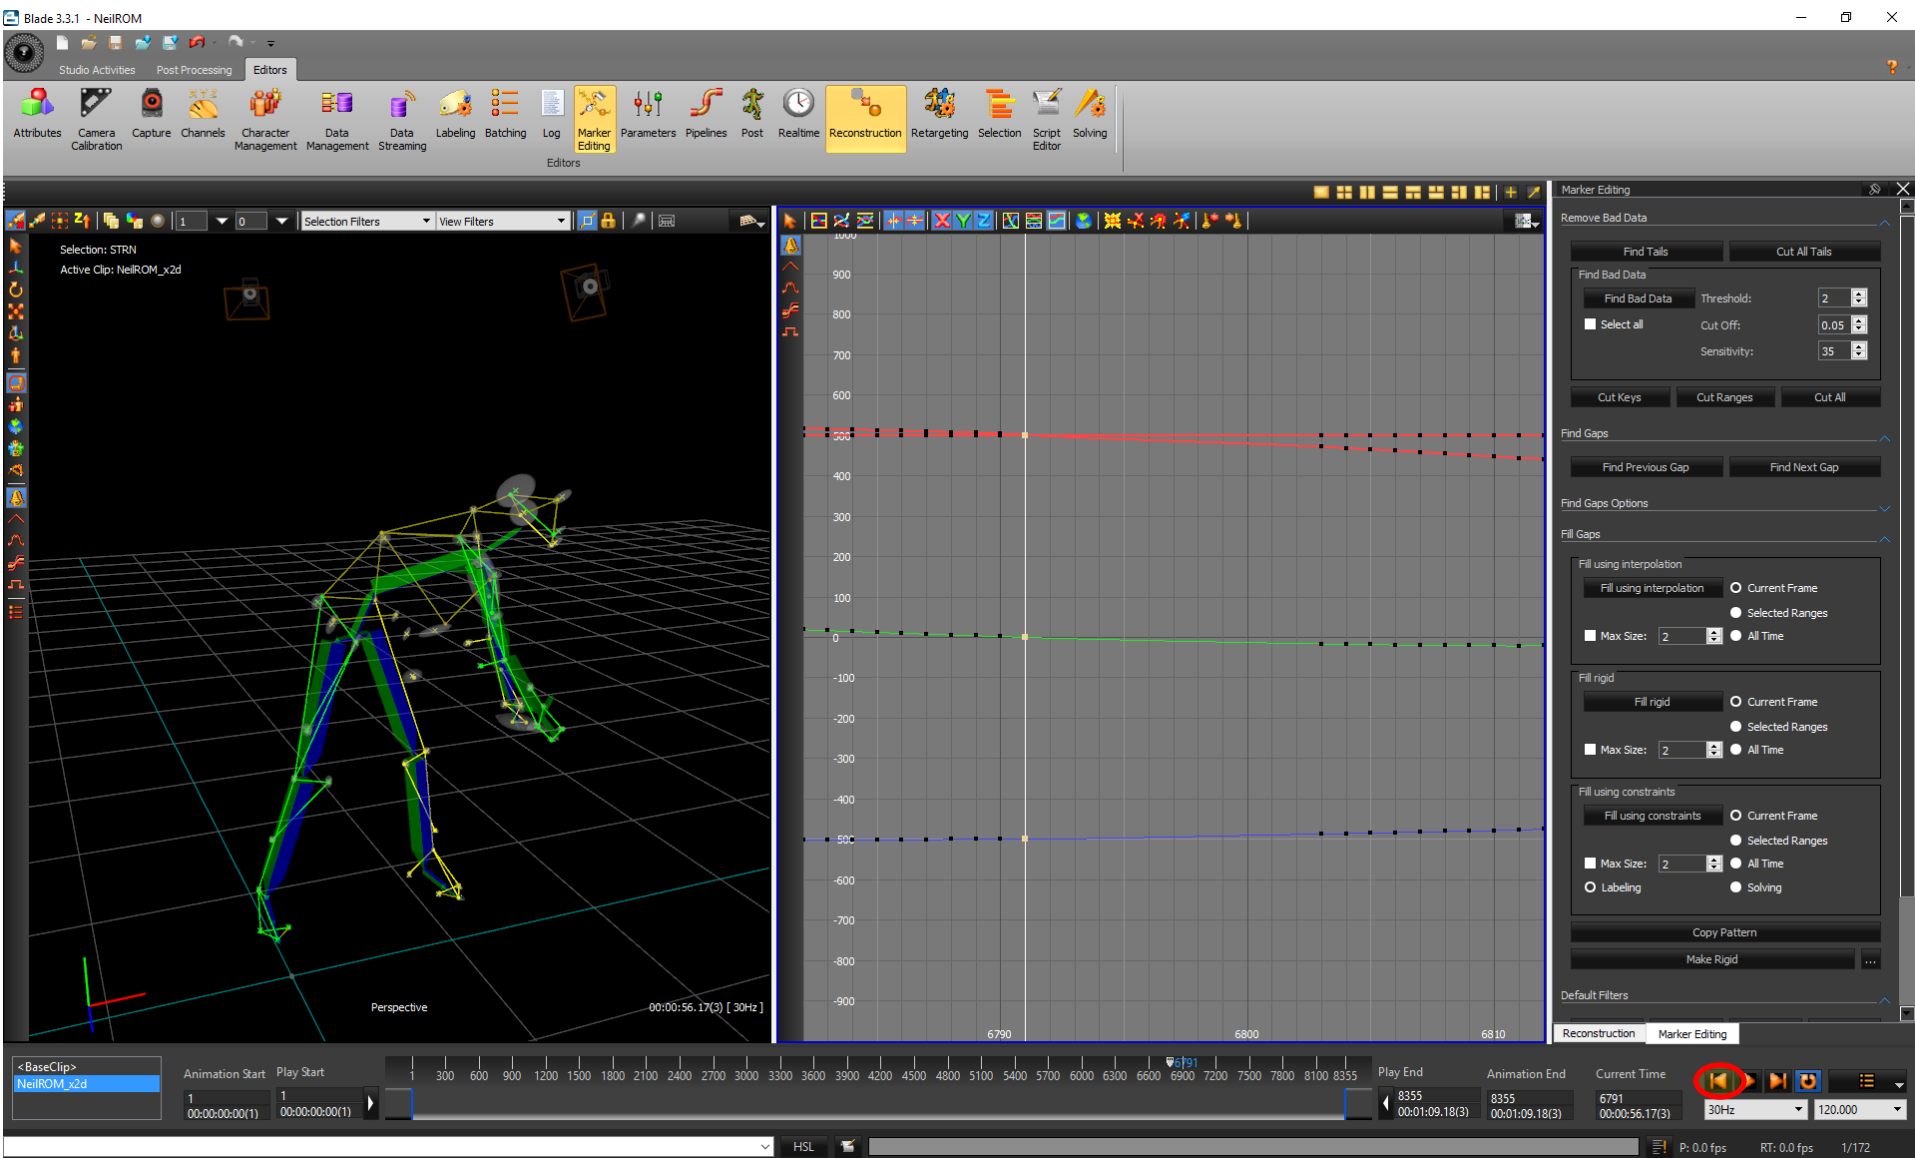 Blade 3.3.1 - NeilROM
Studio Activities Post Processing Editors
Attributes Camera Calibration Capture Channels Character Management Data Management Data Streaming Labeling Batching Log Marker Editing Parameters Pipelines Post Realtime Reconstruction Retargeting Selection Script Editor Solving
Editors
1 0 Selection Filters View Filters
Selection: STRN
Active Clip: NeilROM_x2d
Perspective
00:00:56.17(3) [ 30Hz ]
X Y Z
1000
900
800
700
600
500
400
300
200
100
0
-100
-200
-300
-400
-500
-600
-700
-800
-900
6790 6800 6810
Marker Editing
Remove Bad Data
Find Tails Cut All Tails
Find Bad Data
Find Bad Data Threshold: 2
Select all Cut Off: 0.05
Sensitivity: 35
Cut Keys Cut Ranges Cut All
Find Gaps
Find Previous Gap Find Next Gap
Find Gaps Options
Fill Gaps
Fill using interpolation
Fill using interpolation Current Frame
Selected Ranges
Max Size: 2 All Time
Fill rigid
Fill rigid Current Frame
Selected Ranges
Max Size: 2 All Time
Fill using constraints
Fill using constraints Current Frame
Selected Ranges
Max Size: 2 All Time
Labeling Solving
Copy Pattern
Make Rigid ...
Default Filters
Reconstruction Marker Editing
<BaseClip>
NeilROM_x2d
Animation Start Play Start
1 1
00:00:00:00(1) 00:00:00:00(1)
6791
1 300 600 900 1200 1500 1800 2100 2400 2700 3000 3300 3600 3900 4200 4500 4800 5100 5400 5700 6000 6300 6600 6900 7200 7500 7800 8100 8355
Play End Animation End Current Time
8355 8355 6791
00:01:09.18(3) 00:01:09.18(3) 00:00:56.17(3)
30Hz 120.000
HSL P: 0.0 fps RT: 0.0 fps 1/172